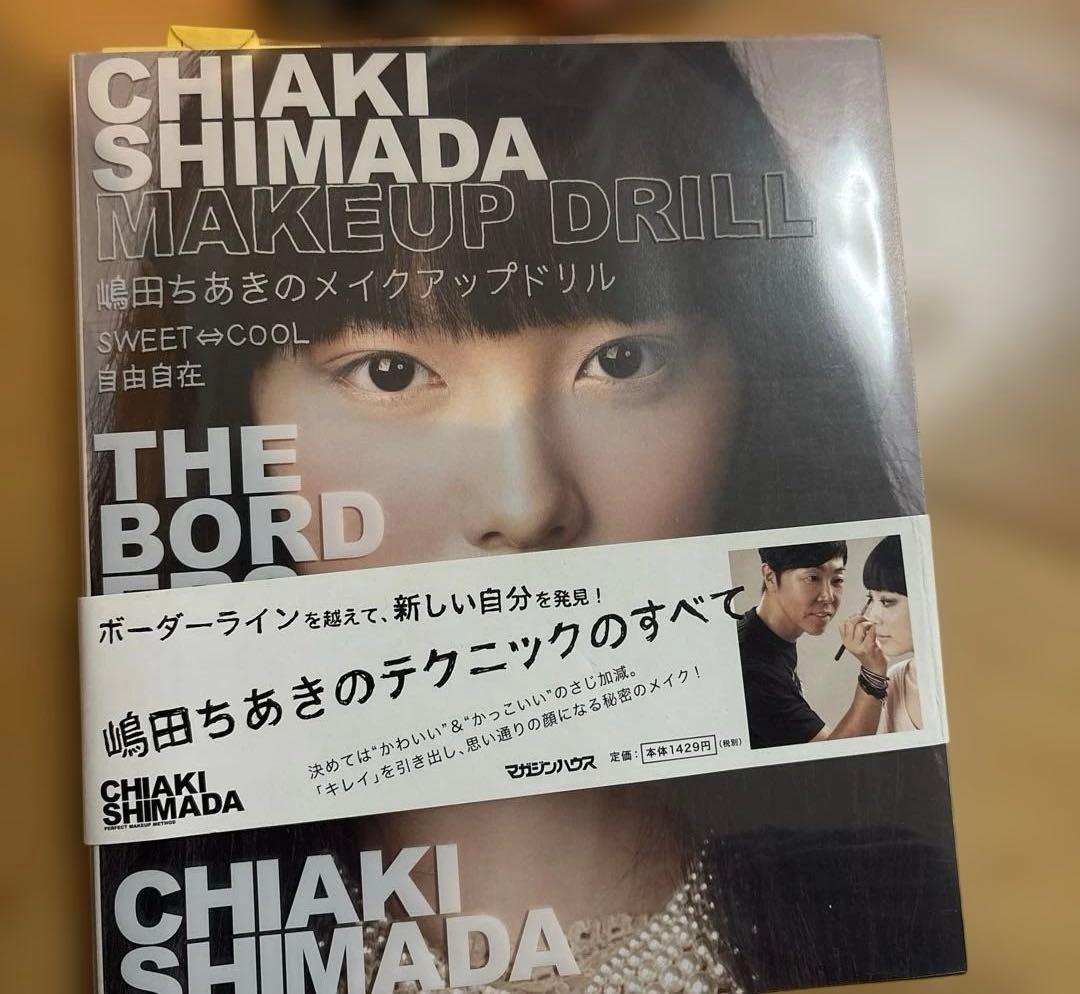 CHIAKI
SHIMADA
MAKEUP DRILL
嶋田ちあきのメイクアップドリル
SWEET⇔COOL
自由自在
THE
BORD
ボーダーラインを越えて、新しい自分を発見！
嶋田ちあきのテクニックのすべて
決めては“かわいい”&“かっこいい”のさじ加減。
「キレイ」を引き出し、思い通りの顔になる秘密のメイク！
CHIAKI
SHIMADA
PERFECT MAKEUP METHOD
マガジンハウス 定価：本体1429円（税別）
CHIAKI
SHIMADA